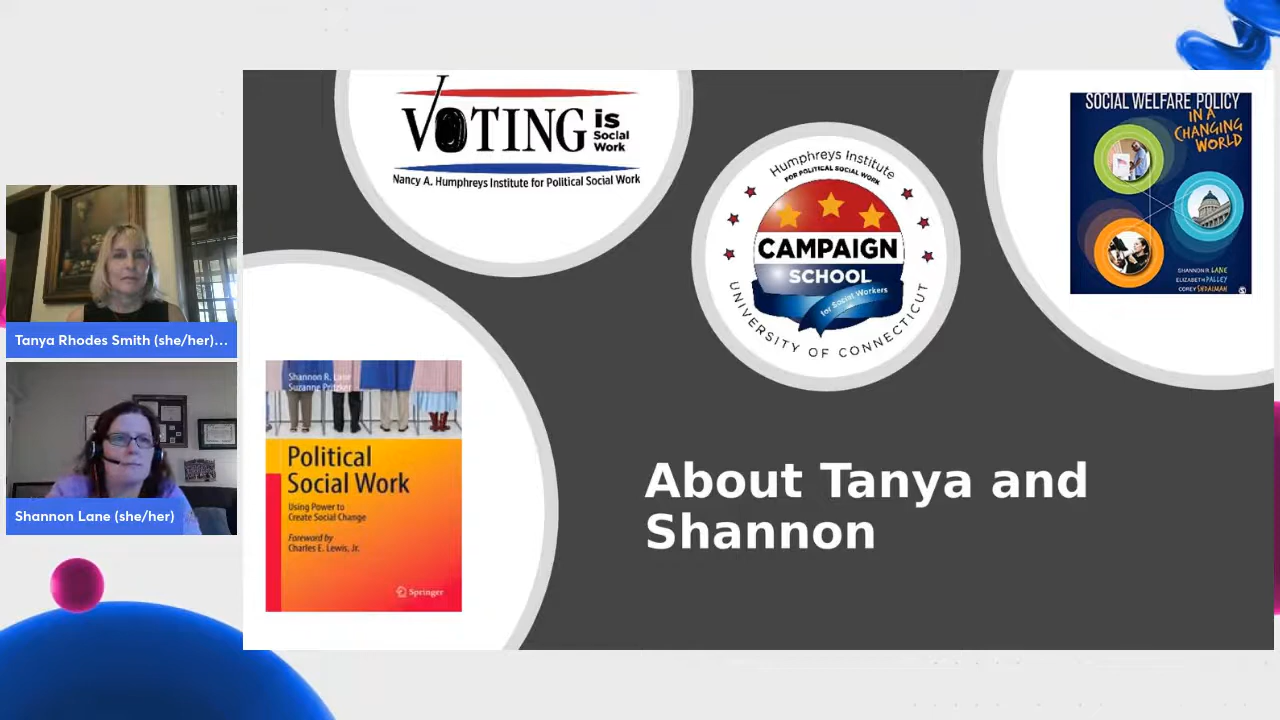 VOTING is
Social
Work
Nancy A. Humphreys Institute for Political Social Work
Humphreys Institute
FOR POLITICAL SOCIAL WORK
CAMPAIGN
SCHOOL
for Social Workers
UNIVERSITY OF CONNECTICUT
SOCIAL WELFARE POLICY
IN A
CHANGING
WORLD
SHANNON R. LANE
ELIZABETH PALLEY
COREY SHDAIMAH
Tanya Rhodes Smith (she/her)...
Shannon Lane (she/her)
Shannon R. Lane
Suzanne Pritzker
Political
Social Work
Using Power to
Create Social Change
Foreword by
Charles E. Lewis, Jr.
Springer
About Tanya and
Shannon